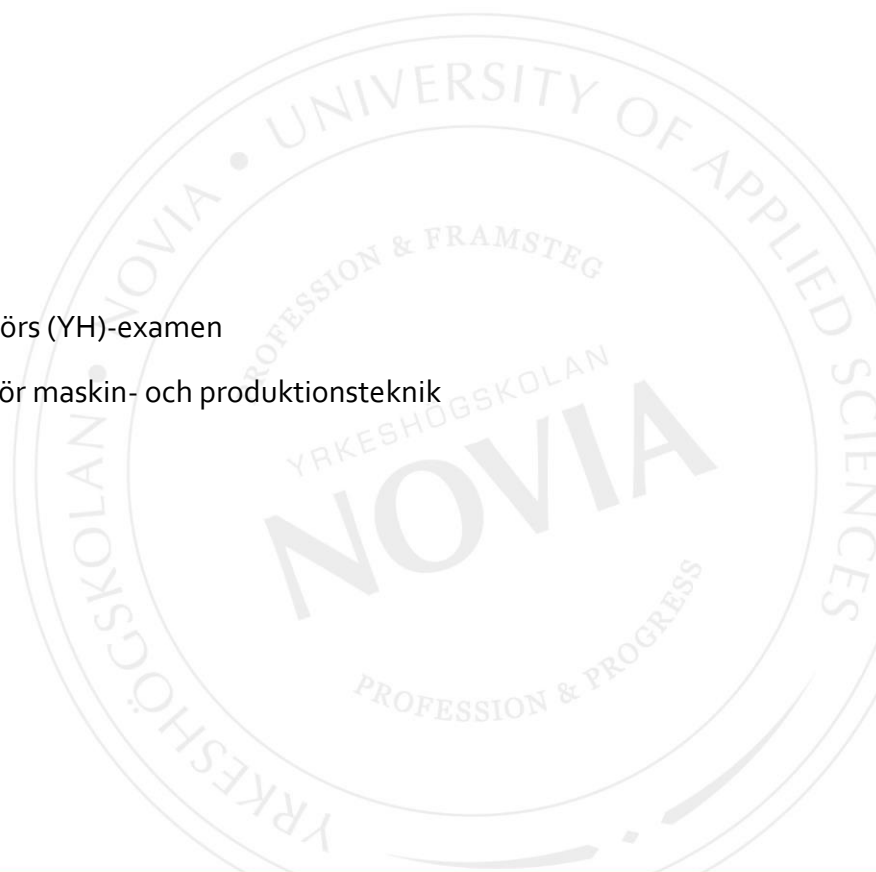 örs (YH)-examen
ör maskin- och produktionsteknik
YRKESHÖGSKOLAN • NOVIA • UNIVERSITY OF APPLIED SCIENCES
PROFESSION & FRAMSTEG
YRKESHÖGSKOLAN
NOVIA
PROFESSION & PROGRESS